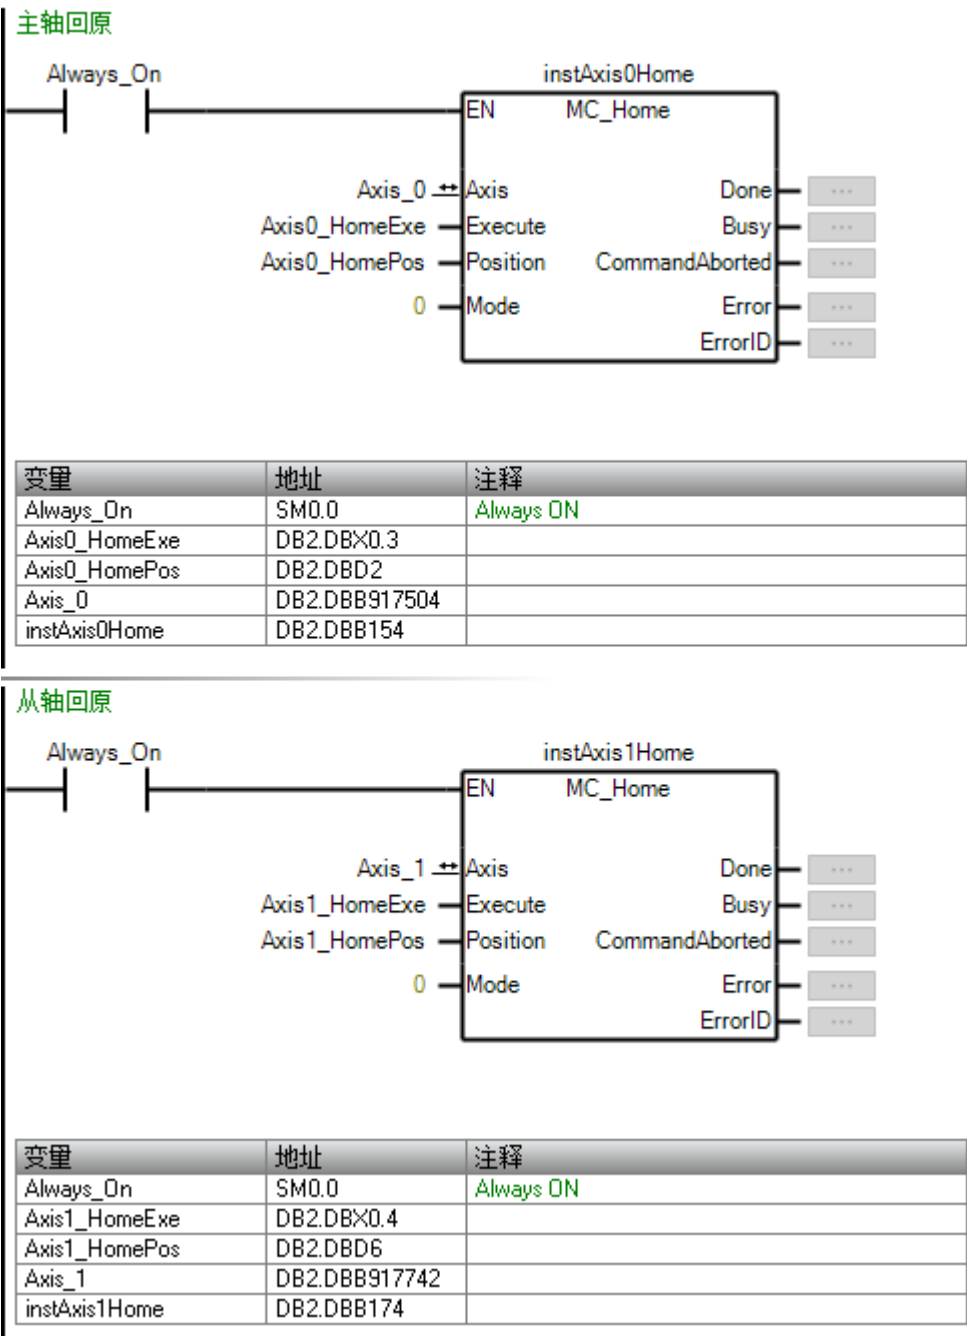 主轴回原
Always_On
instAxis0Home
EN MC_Home
Axis_0 Axis Done ...
Axis0_HomeExe Execute Busy ...
Axis0_HomePos Position CommandAborted ...
0 Mode Error ...
ErrorID ...
变量 地址 注释
Always_On SM0.0 Always ON
Axis0_HomeExe DB2.DBX0.3
Axis0_HomePos DB2.DBD2
Axis_0 DB2.DBB917504
instAxis0Home DB2.DBB154
从轴回原
Always_On
instAxis1Home
EN MC_Home
Axis_1 Axis Done ...
Axis1_HomeExe Execute Busy ...
Axis1_HomePos Position CommandAborted ...
0 Mode Error ...
ErrorID ...
变量 地址 注释
Always_On SM0.0 Always ON
Axis1_HomeExe DB2.DBX0.4
Axis1_HomePos DB2.DBD6
Axis_1 DB2.DBB917742
instAxis1Home DB2.DBB174